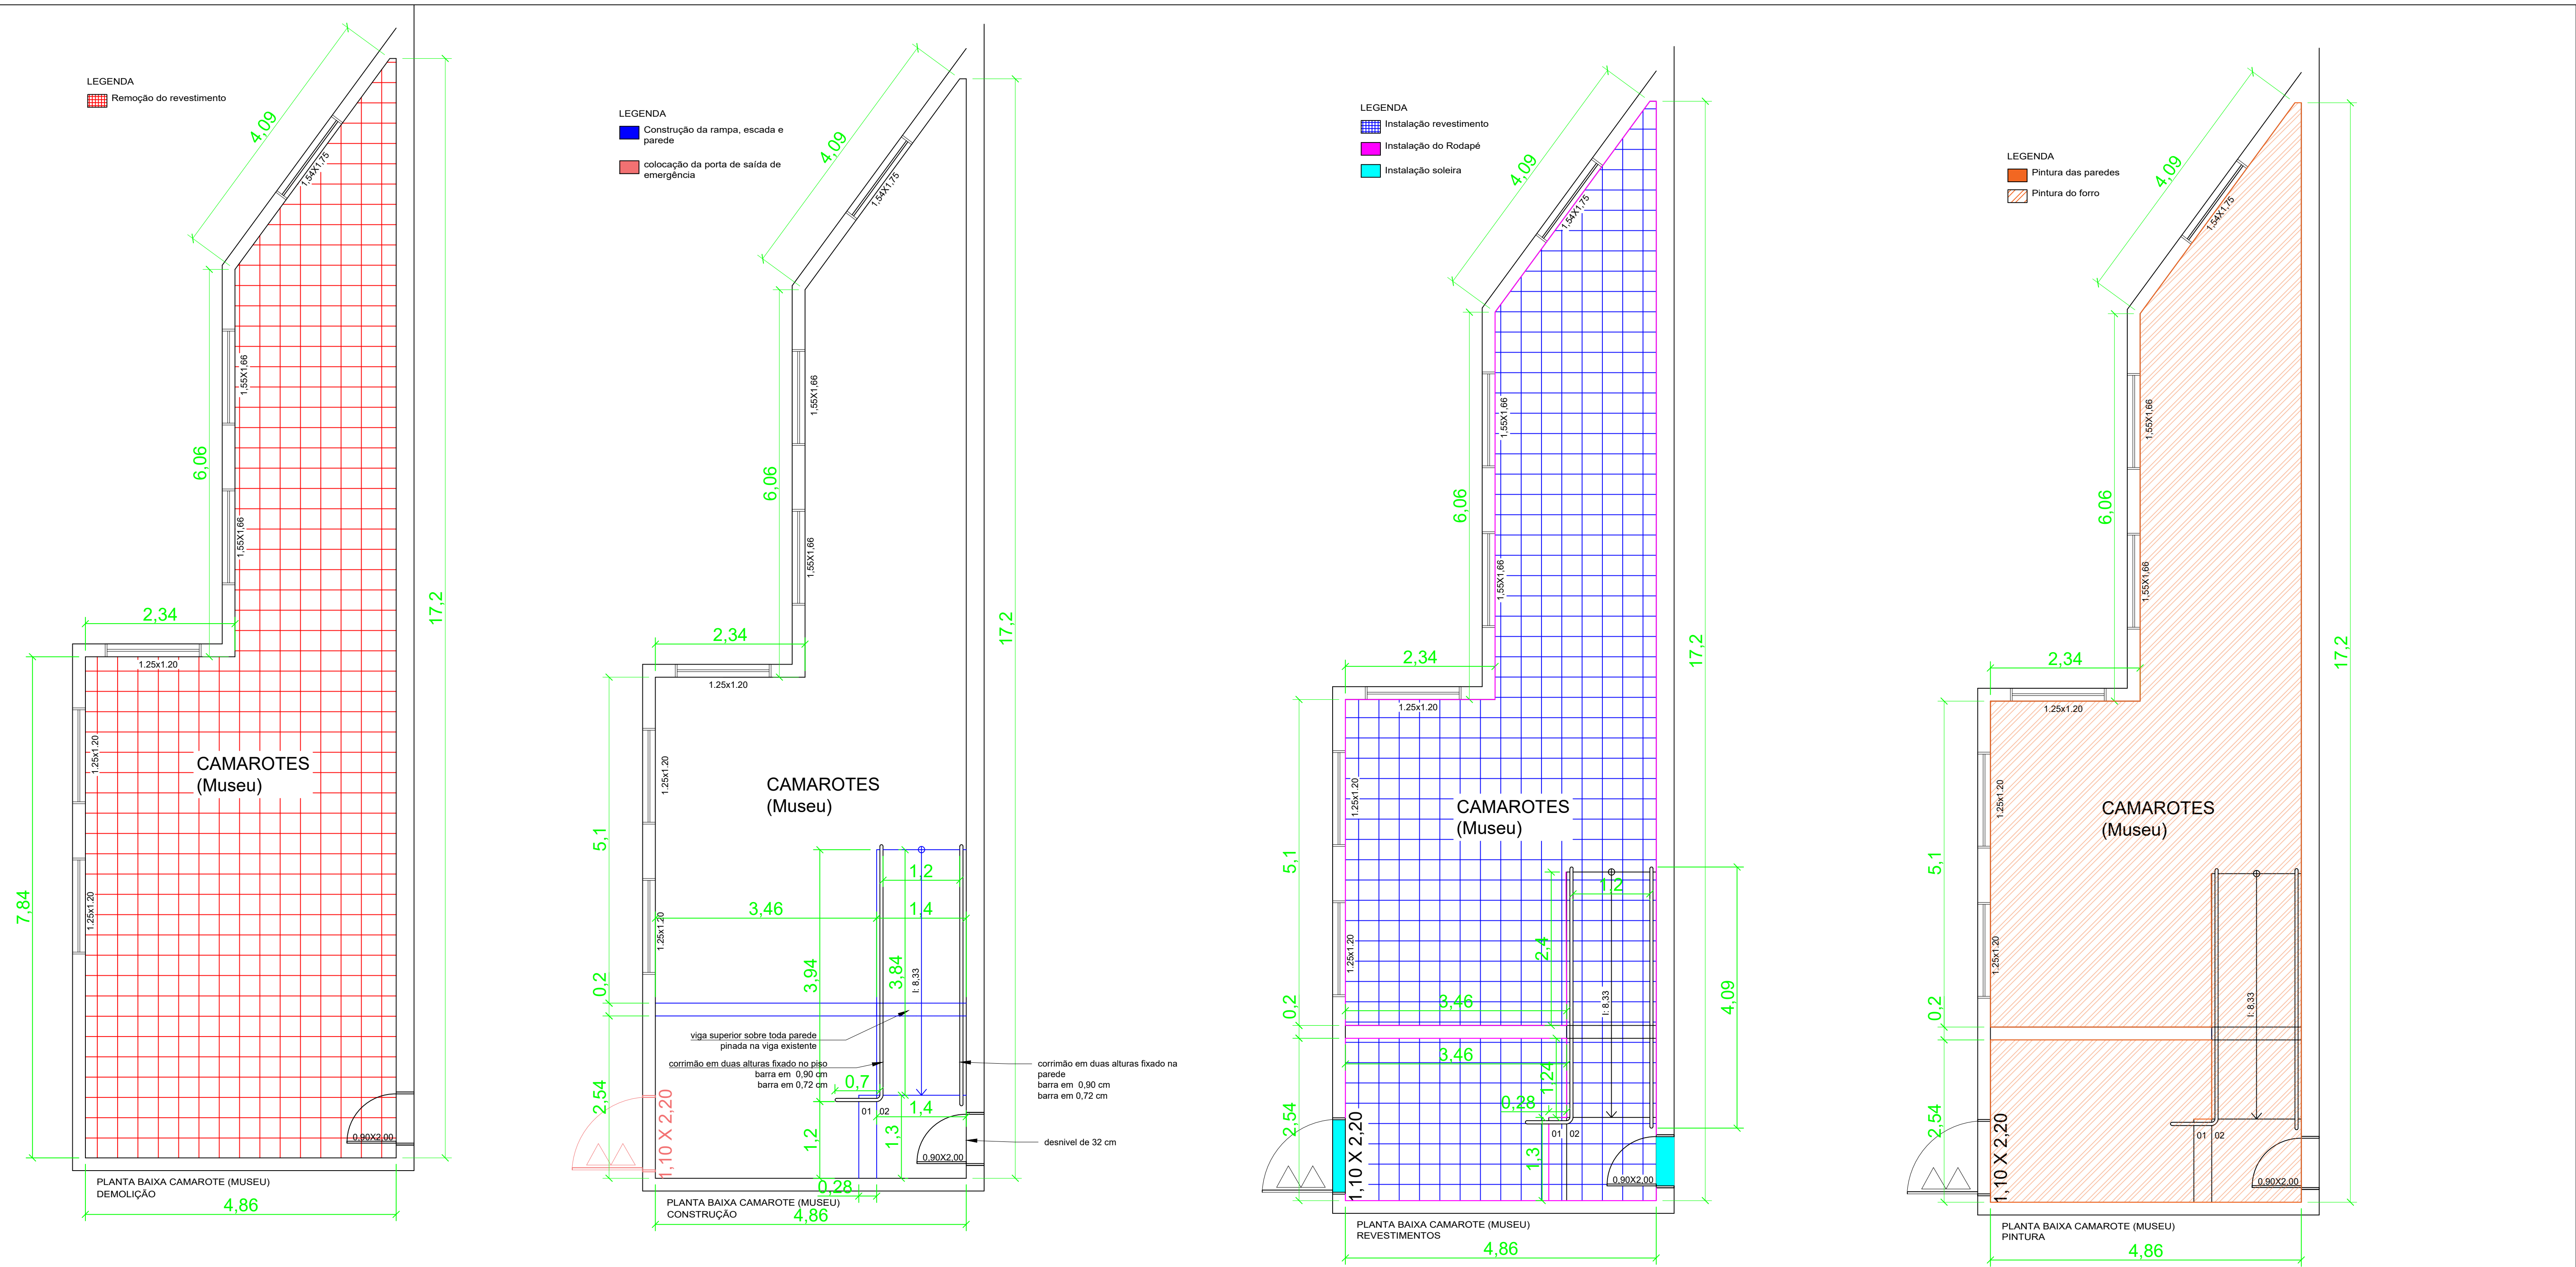 LEGENDA
Remoção do revestimento
4,09
1,54X1,75
1,55X1,66
6,06
1,55X1,66
17,2
2,34
1.25x1.20
1.25x1.20
CAMAROTES
(Museu)
1.25x1.20
7,84
0,90X2,00
PLANTA BAIXA CAMAROTE (MUSEU)
DEMOLIÇÃO
4,86
LEGENDA
Construção da rampa, escada e
parede
colocação da porta de saída de
emergência
4,09
1,54X1,75
1,55X1,66
6,06
1,55X1,66
17,2
2,34
1.25x1.20
1.25x1.20
CAMAROTES
(Museu)
5,1
1,2
3,46
1,4
1.25x1.20
3,94
3,84
I: 8,33
0,2
viga superior sobre toda parede
pinada na viga existente
corrimão em duas alturas fixado no piso
barra em 0,90 cm
barra em 0,72 cm
corrimão em duas alturas fixado na
parede
barra em 0,90 cm
barra em 0,72 cm
0,7
2,54
1,10 X 2,20
01
02
1,4
1,2
1,3
desnivel de 32 cm
0,90X2,00
0,28
PLANTA BAIXA CAMAROTE (MUSEU)
CONSTRUÇÃO
4,86
LEGENDA
Instalação revestimento
Instalação do Rodapé
Instalação soleira
4,09
1,54X1,75
1,55X1,66
6,06
1,55X1,66
17,2
2,34
1.25x1.20
1.25x1.20
CAMAROTES
(Museu)
5,1
1,2
1.25x1.20
2,4
3,46
I: 8,33
4,09
0,2
3,46
1,24
0,28
2,54
1,10 X 2,20
01
02
1,3
0,90X2,00
PLANTA BAIXA CAMAROTE (MUSEU)
REVESTIMENTOS
4,86
LEGENDA
Pintura das paredes
Pintura do forro
4,09
1,54X1,75
1,55X1,66
6,06
1,55X1,66
17,2
2,34
1.25x1.20
1.25x1.20
CAMAROTES
(Museu)
5,1
1.25x1.20
I: 8,33
0,2
2,54
1,10 X 2,20
01
02
0,90X2,00
PLANTA BAIXA CAMAROTE (MUSEU)
PINTURA
4,86